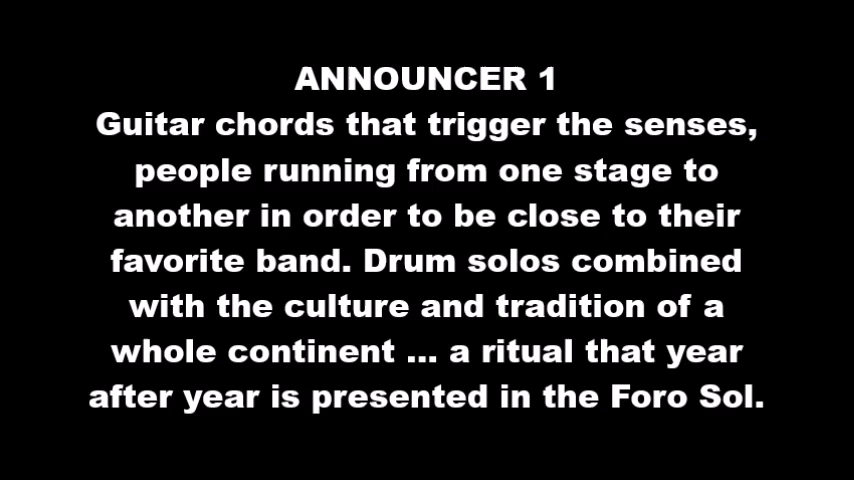 ANNOUNCER 1
Guitar chords that trigger the senses,
people running from one stage to
another in order to be close to their
favorite band. Drum solos combined
with the culture and tradition of a
whole continent ... a ritual that year
after year is presented in the Foro Sol.